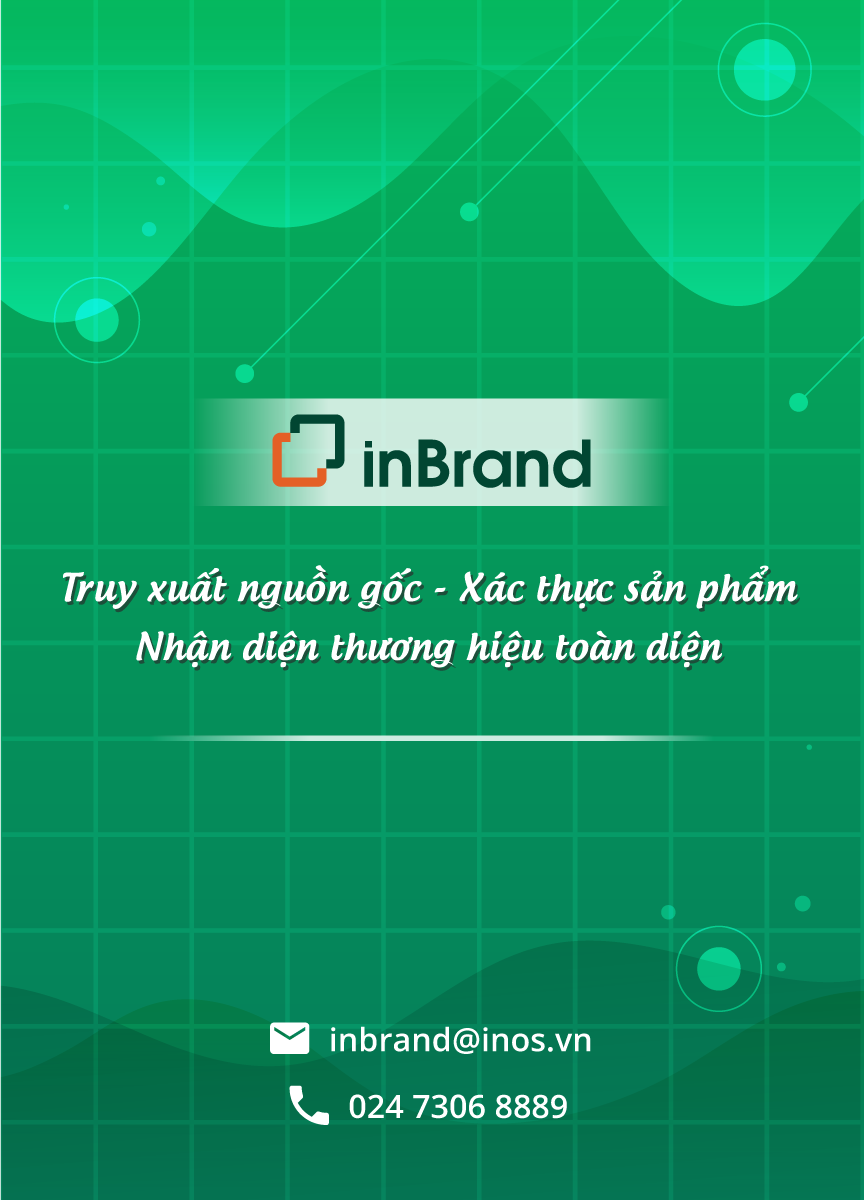 inBrand
Truy xuất nguồn gốc - Xác thực sản phẩm
Nhận diện thương hiệu toàn diện
inbrand@inos.vn
024 7306 8889